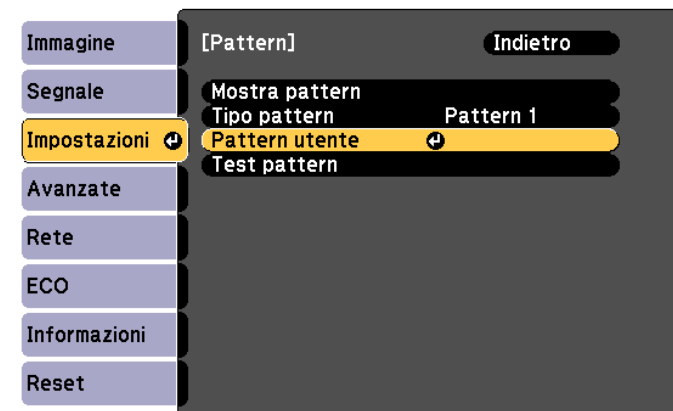 Immagine
Segnale
Impostazioni
Avanzate
Rete
ECO
Informazioni
Reset
[Pattern] Indietro
Mostra pattern
Tipo pattern Pattern 1
Pattern utente
Test pattern